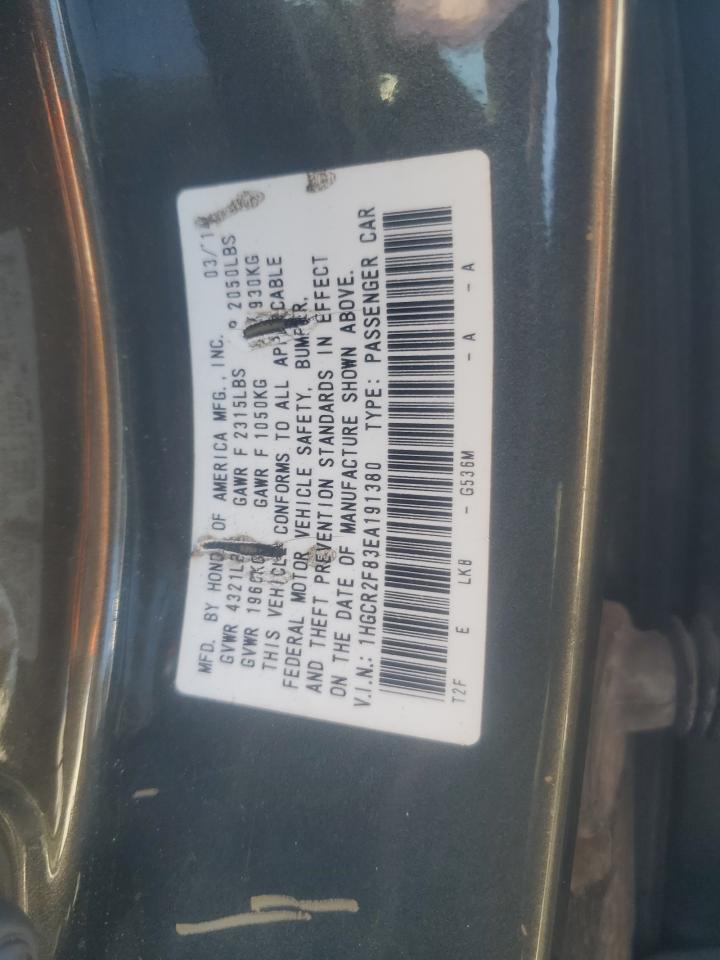 MFD. BY HONDA OF AMERICA MFG., INC. 03/1
GVWR 4321LBS GAWR F 2315LBS R 2050LBS
GVWR 1960KG GAWR F 1050KG 930KG
THIS VEHICLE CONFORMS TO ALL APPLICABLE
FEDERAL MOTOR VEHICLE SAFETY, BUMPER,
AND THEFT PREVENTION STANDARDS IN EFFECT
ON THE DATE OF MANUFACTURE SHOWN ABOVE.
V.I.N.: 1HGCR2F83EA191380 TYPE: PASSENGER CAR
T2F E LKB - G536M - A - A